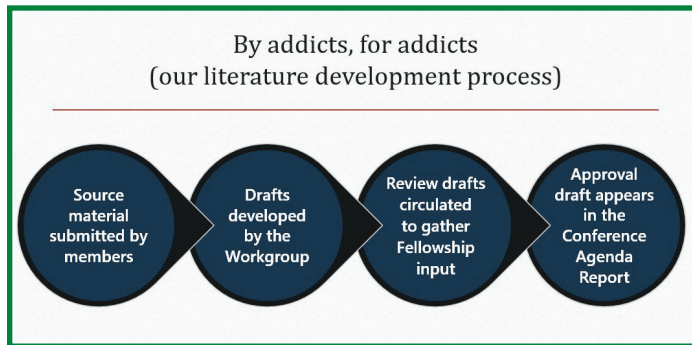 By addicts, for addicts
(our literature development process)
Source
material
submitted by
members
Drafts
developed
by the
Workgroup
Review drafts
circulated
to gather
Fellowship
input
Approval
draft appears
in the
Conference
Agenda
Report